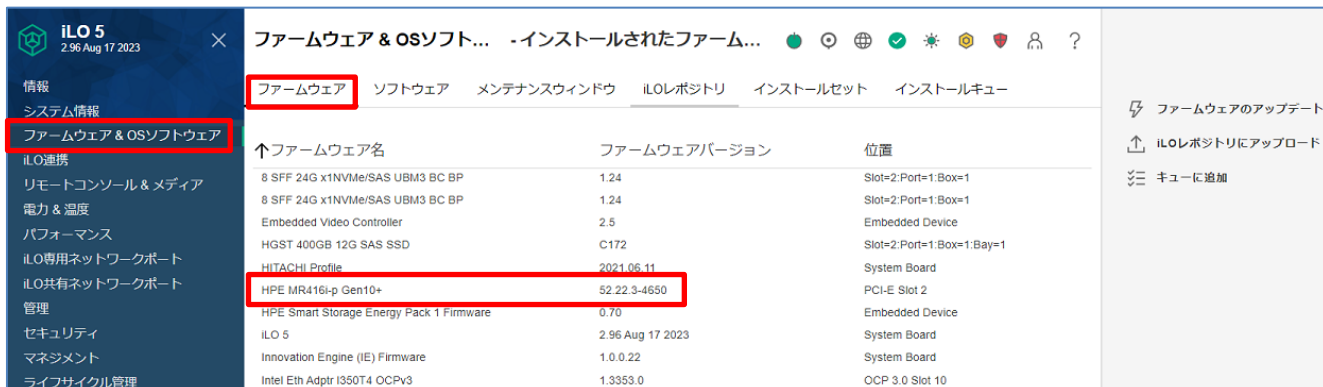 iLO 5
2.96 Aug 17 2023
情報
システム情報
ファームウェア & OSソフトウェア
iLO連携
リモートコンソール & メディア
電力 & 温度
パフォーマンス
iLO専用ネットワークポート
iLO共有ネットワークポート
管理
セキュリティ
マネジメント
ライフサイクル管理
ファームウェア & OSソフト... - インストールされたファーム...
ファームウェア ソフトウェア メンテナンスウィンドウ iLOレポジトリ インストールセット インストールキュー
↑ファームウェア名 ファームウェアバージョン 位置
8 SFF 24G x1NVMe/SAS UBM3 BC BP 1.24 Slot=2:Port=1:Box=1
8 SFF 24G x1NVMe/SAS UBM3 BC BP 1.24 Slot=2:Port=1:Box=1
Embedded Video Controller 2.5 Embedded Device
HGST 400GB 12G SAS SSD C172 Slot=2:Port=1:Box=1:Bay=1
HITACHI Profile 2021.06.11 System Board
HPE MR416i-p Gen10+ 52.22.3-4650 PCI-E Slot 2
HPE Smart Storage Energy Pack 1 Firmware 0.70 Embedded Device
iLO 5 2.96 Aug 17 2023 System Board
Innovation Engine (IE) Firmware 1.0.0.22 System Board
Intel Eth Adptr I350T4 OCPv3 1.3353.0 OCP 3.0 Slot 10
ファームウェアのアップデート
iLOレポジトリにアップロード
キューに追加